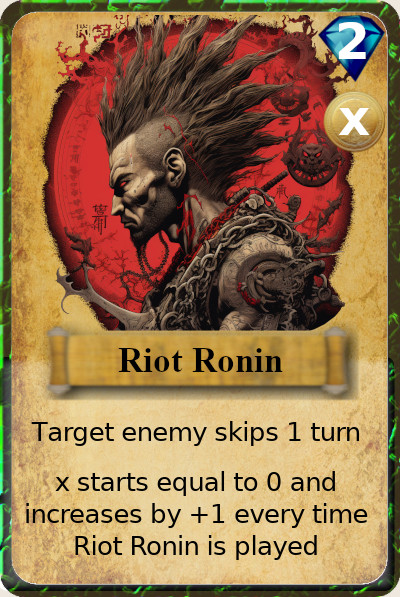 2
x
Riot Ronin
Target enemy skips 1 turn
x starts equal to 0 and
increases by +1 every time
Riot Ronin is played